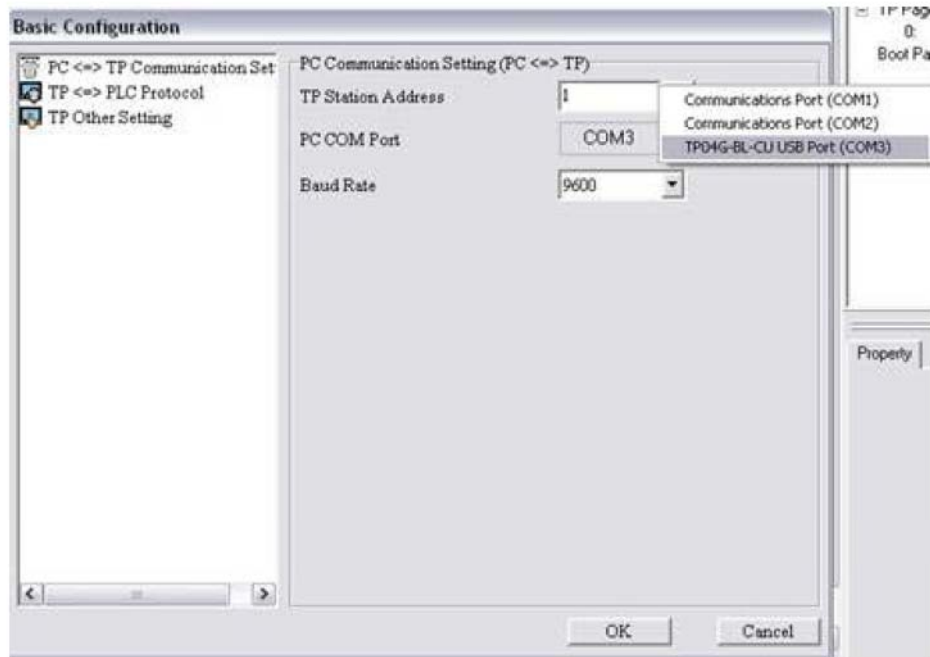 Basic Configuration
PC <=> TP Communication Set
TP <=> PLC Protocol
TP Other Setting
PC Communication Setting (PC <=> TP)
TP Station Address
1
PC COM Port
COM3
Baud Rate
9600
Communications Port (COM1)
Communications Port (COM2)
TP04G-BL-CU USB Port (COM3)
OK
Cancel
TP Pag
0:
Boot Pa
Property